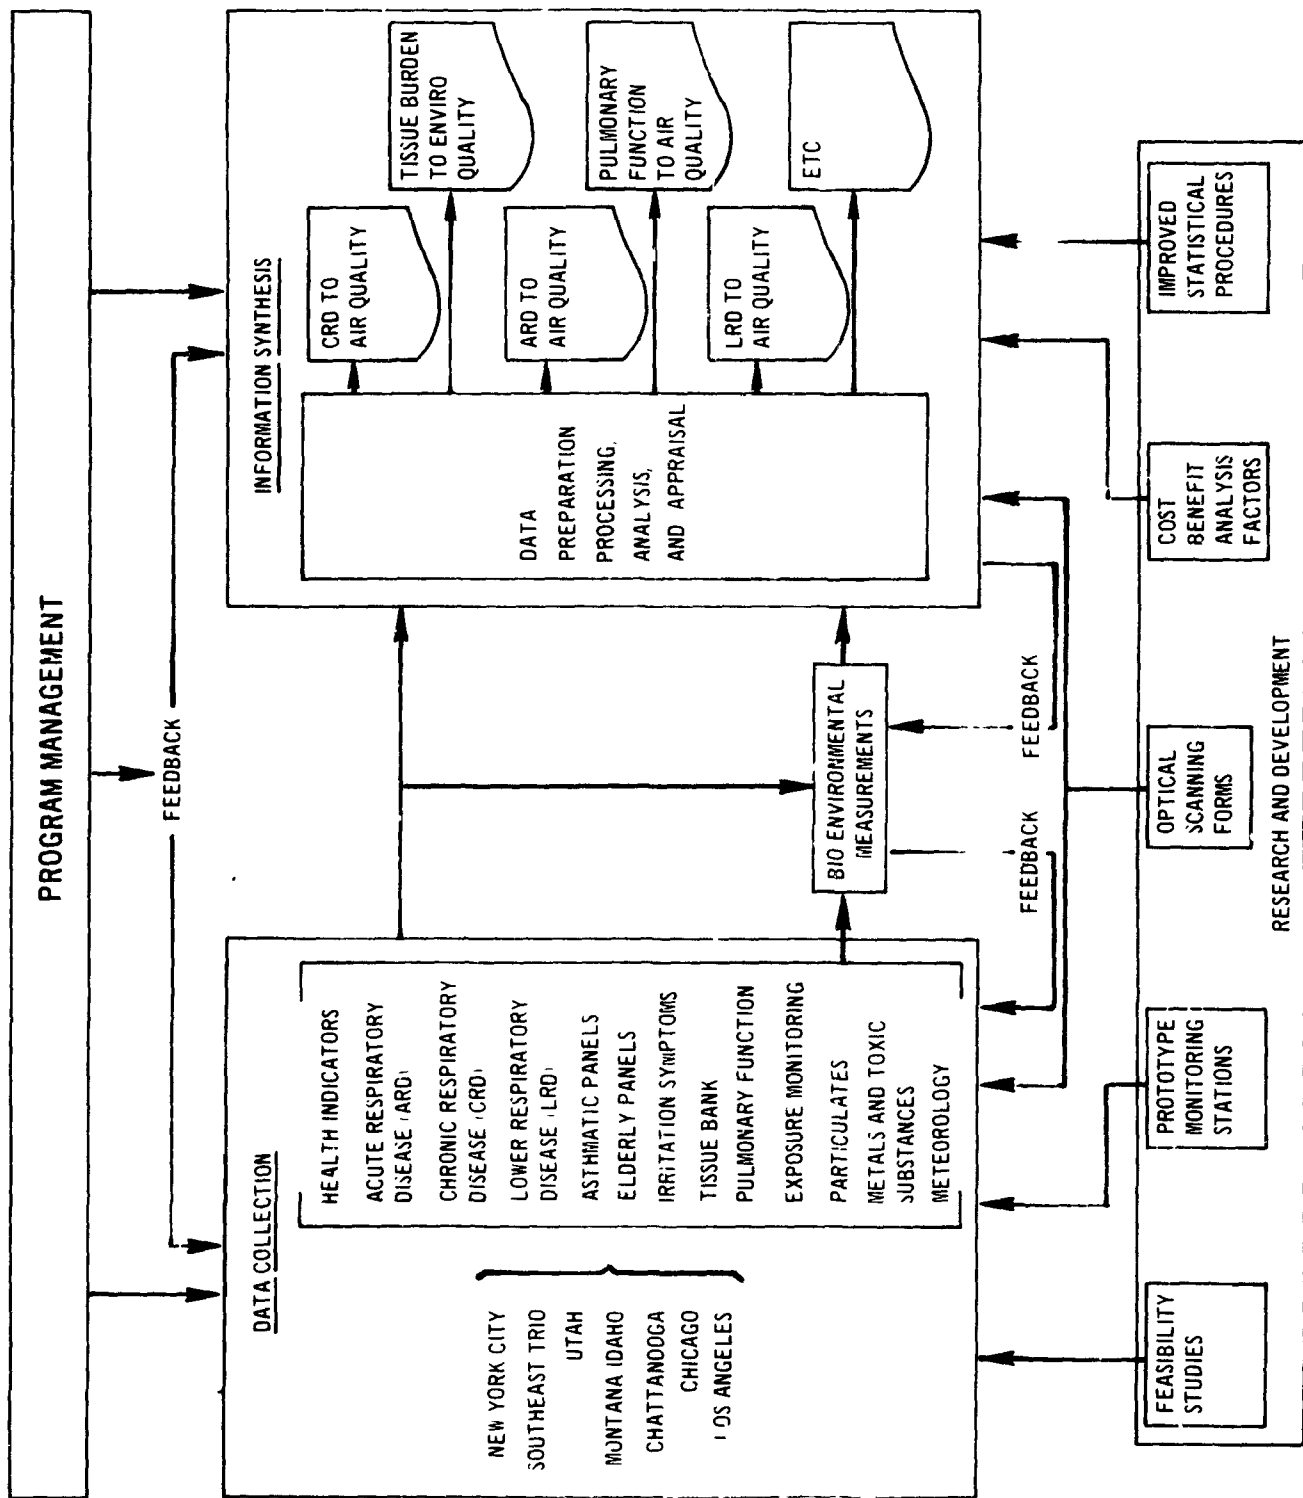 PROGRAM MANAGEMENT
FEEDBACK
DATA COLLECTION
NEW YORK CITY
SOUTHEAST TRIO
UTAH
MONTANA IDAHO
CHATTANOOGA
CHICAGO
LOS ANGELES
HEALTH INDICATORS
ACUTE RESPIRATORY
DISEASE (ARD)
CHRONIC RESPIRATORY
DISEASE (CRD)
LOWER RESPIRATORY
DISEASE (LRD)
ASTHMATIC PANELS
ELDERLY PANELS
IRRITATION SYMPTOMS
TISSUE BANK
PULMONARY FUNCTION
EXPOSURE MONITORING
PARTICULATES
METALS AND TOXIC
SUBSTANCES
METEOROLOGY
BIO ENVIRONMENTAL
MEASUREMENTS
FEEDBACK
FEEDBACK
INFORMATION SYNTHESIS
DATA
PREPARATION
PROCESSING,
ANALYSIS,
AND APPRAISAL
CRD TO
AIR QUALITY
TISSUE BURDEN
TO ENVIRO
QUALITY
ARD TO
AIR QUALITY
PULMONARY
FUNCTION
TO AIR
QUALITY
LRD TO
AIR QUALITY
ETC
FEASIBILITY
STUDIES
PROTOTYPE
MONITORING
STATIONS
OPTICAL
SCANNING
FORMS
COST
BENEFIT
ANALYSIS
FACTORS
IMPROVED
STATISTICAL
PROCEDURES
RESEARCH AND DEVELOPMENT